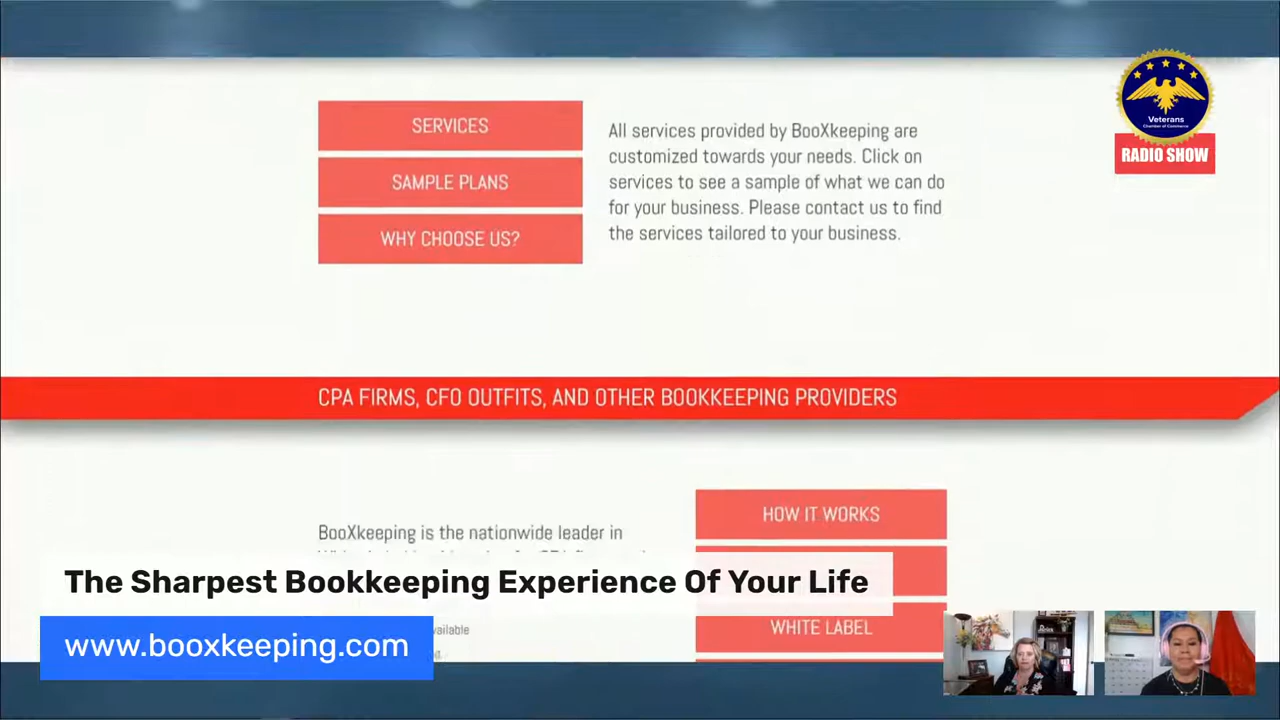 Veterans
Chamber of Commerce
RADIO SHOW
SERVICES
SAMPLE PLANS
WHY CHOOSE US?
All services provided by BooXkeeping are
customized towards your needs. Click on
services to see a sample of what we can do
for your business. Please contact us to find
the services tailored to your business.
CPA FIRMS, CFO OUTFITS, AND OTHER BOOKKEEPING PROVIDERS
BooXkeeping is the nationwide leader in
HOW IT WORKS
WHITE LABEL
The Sharpest Bookkeeping Experience Of Your Life
www.booxkeeping.com